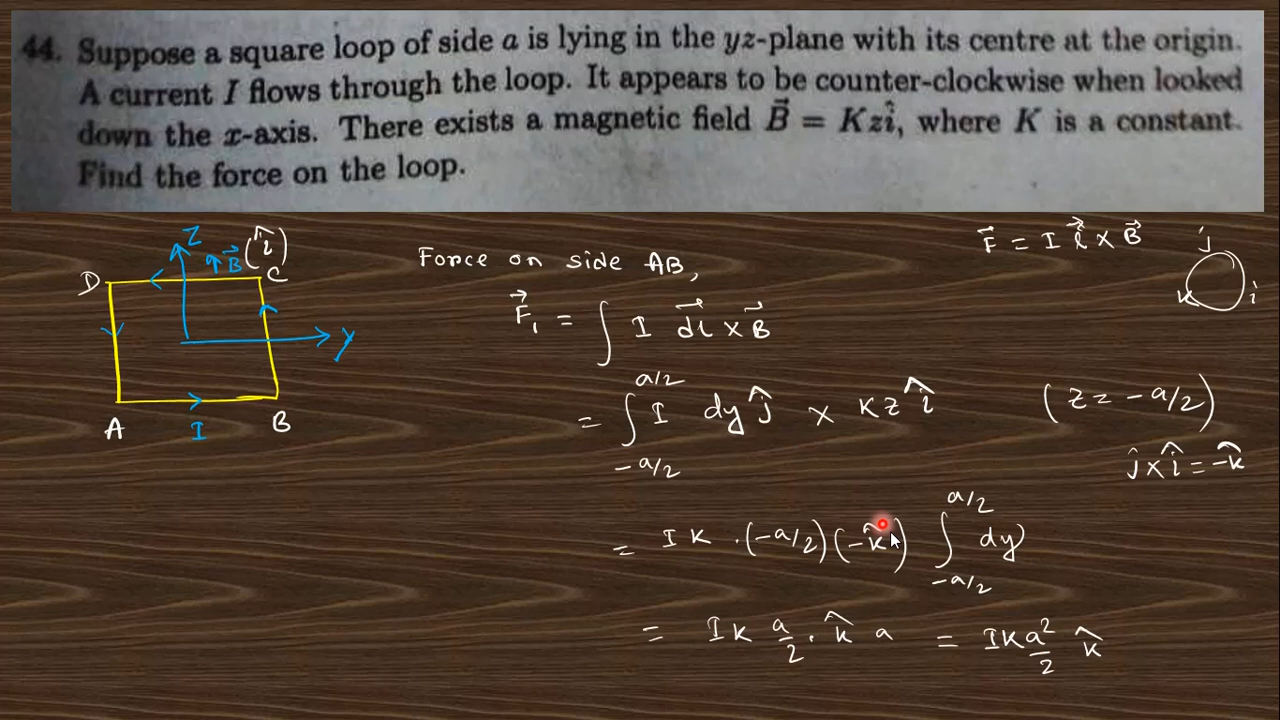 44. Suppose a square loop of side a is lying in the yz-plane with its centre at the origin.
A current I flows through the loop. It appears to be counter-clockwise when looked
down the x-axis. There exists a magnetic field B⃗ = Kzî, where K is a constant.
Find the force on the loop.
Z
B⃗ (î)
D
C
Y
A
I
B
Force on side AB,
F⃗ = I l⃗ × B⃗
j
k
i
F⃗₁ = ∫ I dl⃗ × B⃗
= ∫_{-a/2}^{a/2} I dy ĵ × Kz î (z = -a/2)
j × î = -k̂
= IK · (-a/2) (-k̂) ∫_{-a/2}^{a/2} dy
= IK a/2 · k̂ a = IKa²/2 k̂